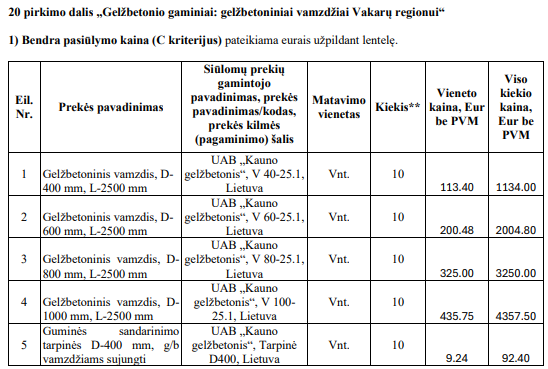 20 pirkimo dalis „Gelžbetonio gaminiai: gelžbetoniniai vamzdžiai Vakarų regionui“
1) Bendra pasiūlymo kaina (C kriterijus) pateikiama eurais užpildant lentelę.
Eil. Nr.
Prekės pavadinimas
Siūlomų prekių
gamintojo
pavadinimas, prekės
pavadinimas/kodas,
prekės kilmės
(pagaminimo) šalis
Matavimo
vienetas
Kiekis**
Vieneto
kaina, Eur
be PVM
Viso
kiekio
kaina,
Eur be
PVM
1
Gelžbetoninis vamzdis, D-
400 mm, L-2500 mm
UAB „Kauno
gelžbetonis“, V 40-25.1,
Lietuva
Vnt.
10
113.40
1134.00
2
Gelžbetoninis vamzdis, D-
600 mm, L-2500 mm
UAB „Kauno
gelžbetonis“, V 60-25.1,
Lietuva
Vnt.
10
200.48
2004.80
3
Gelžbetoninis vamzdis, D-
800 mm, L-2500 mm
UAB „Kauno
gelžbetonis“, V 80-25.1,
Lietuva
Vnt.
10
325.00
3250.00
4
Gelžbetoninis vamzdis, D-
1000 mm, L-2500 mm
UAB „Kauno
gelžbetonis“, V 100-
25.1, Lietuva
Vnt.
10
435.75
4357.50
5
Guminės sandarinimo
tarpinės D-400 mm, g/b
vamzdžiams sujungti
UAB „Kauno
gelžbetonis“, Tarpinė
D400, Lietuva
Vnt.
10
9.24
92.40